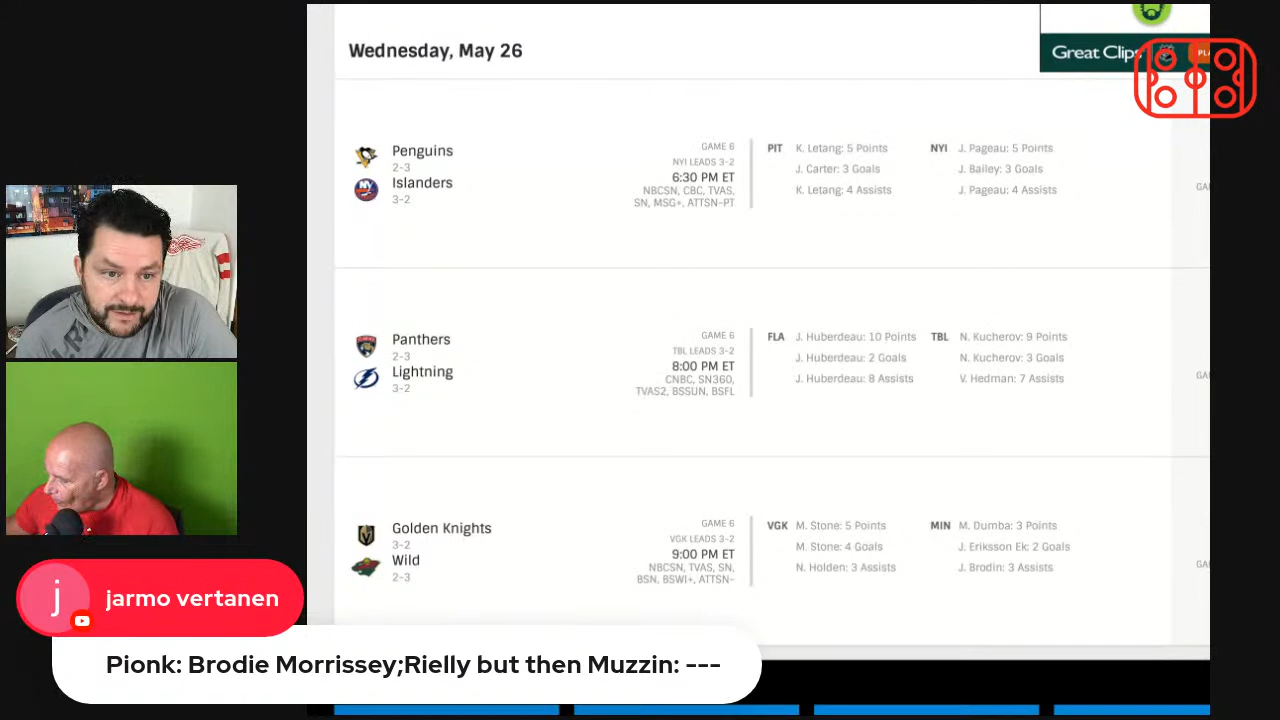 Wednesday, May 26
Great Clips
Penguins
2-3
Islanders
3-2
GAME 6
NYI LEADS 3-2
6:30 PM ET
NBCSN, CBC, TVAS,
SN, MSG+, ATTSN-PT
PIT K. Letang: 5 Points
J. Carter: 3 Goals
K. Letang: 4 Assists
NYI J. Pageau: 5 Points
J. Bailey: 3 Goals
J. Pageau: 4 Assists
Panthers
2-3
Lightning
3-2
GAME 6
TBL LEADS 3-2
8:00 PM ET
CNBC, SN360,
TVAS2, BSSUN, BSFL
FLA J. Huberdeau: 10 Points
J. Huberdeau: 2 Goals
J. Huberdeau: 8 Assists
TBL N. Kucherov: 9 Points
N. Kucherov: 3 Goals
V. Hedman: 7 Assists
Golden Knights
3-2
Wild
2-3
GAME 6
VGK LEADS 3-2
9:00 PM ET
NBCSN, TVAS, SN,
BSN, BSWI+, ATTSN-
VGK M. Stone: 5 Points
M. Stone: 4 Goals
N. Holden: 3 Assists
MIN M. Dumba: 3 Points
J. Eriksson Ek: 2 Goals
J. Brodin: 3 Assists
j
jarmo vertanen
Pionk: Brodie Morrissey;Rielly but then Muzzin: ---